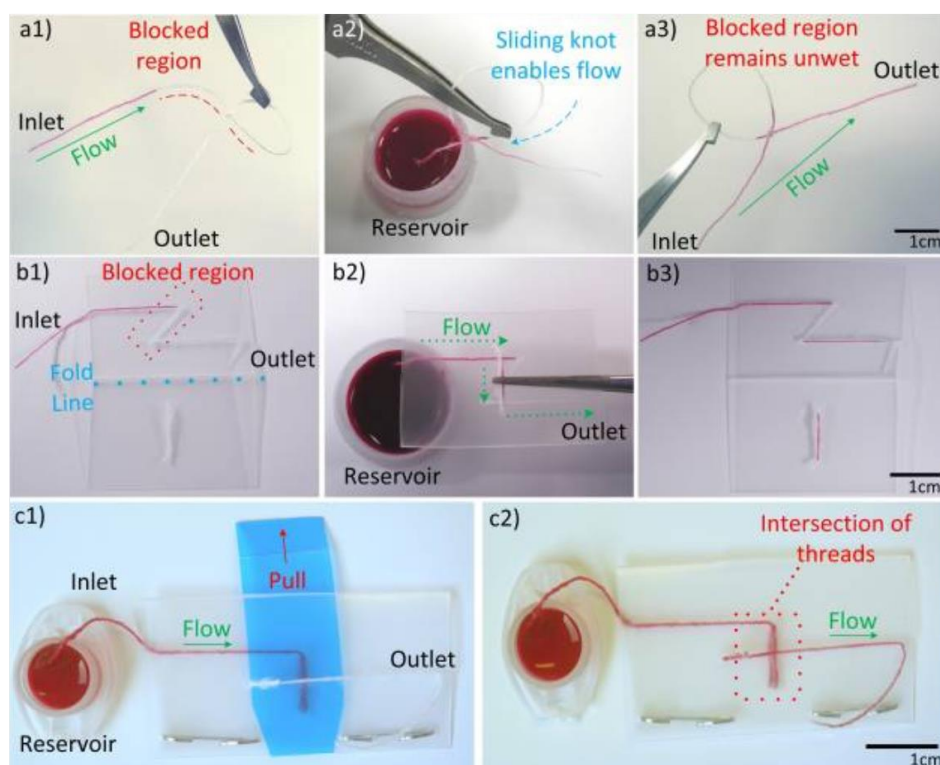 a1)
Blocked
region
Inlet
Flow
Outlet
a2)
Sliding knot
enables flow
Reservoir
a3)
Blocked region
remains unwet
Outlet
Flow
Inlet
1cm
b1)
Blocked region
Inlet
Outlet
Fold
Line
b2)
Flow
Outlet
Reservoir
b3)
1cm
c1)
Inlet
Pull
Flow
Outlet
Reservoir
c2)
Intersection of
threads
Flow
1cm